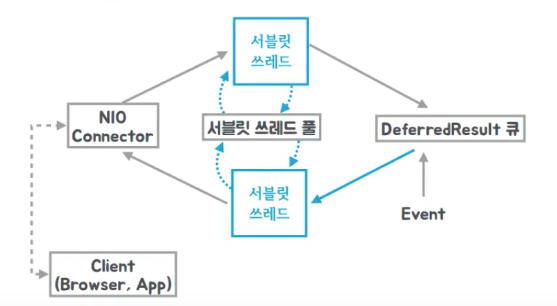 서블릿
쓰레드
NIO
Connector
서블릿 쓰레드 풀
DeferredResult 큐
서블릿
쓰레드
Event
Client
(Browser, App)